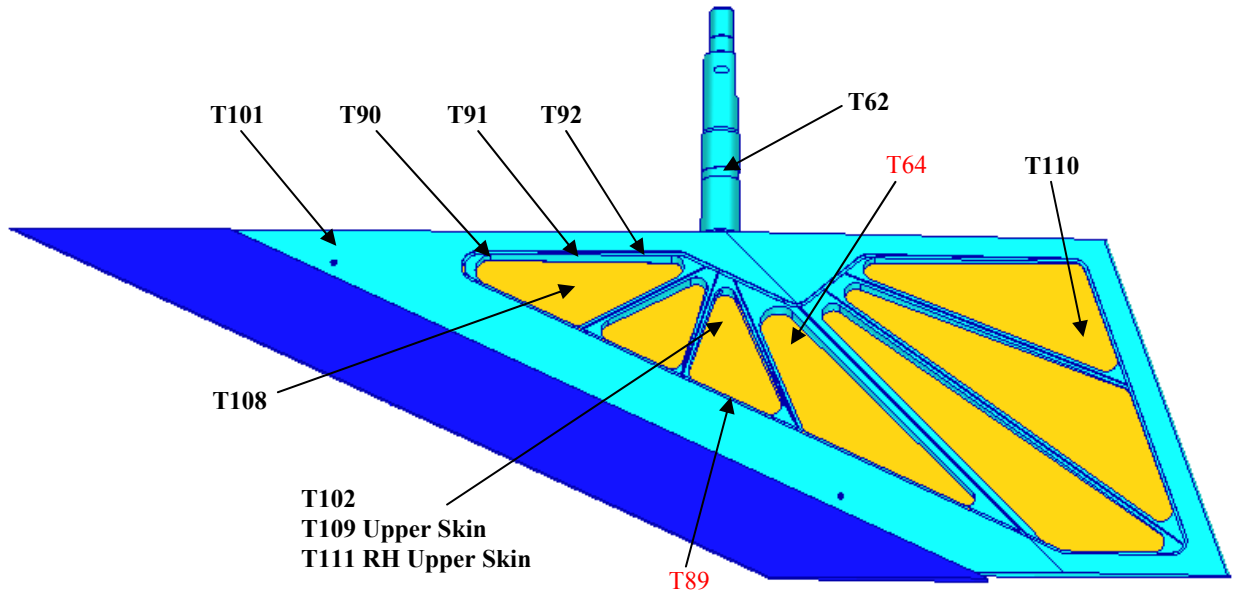 T62
T101
T90
T91
T92
T64
T110
T108
T102
T109 Upper Skin
T111 RH Upper Skin
T89